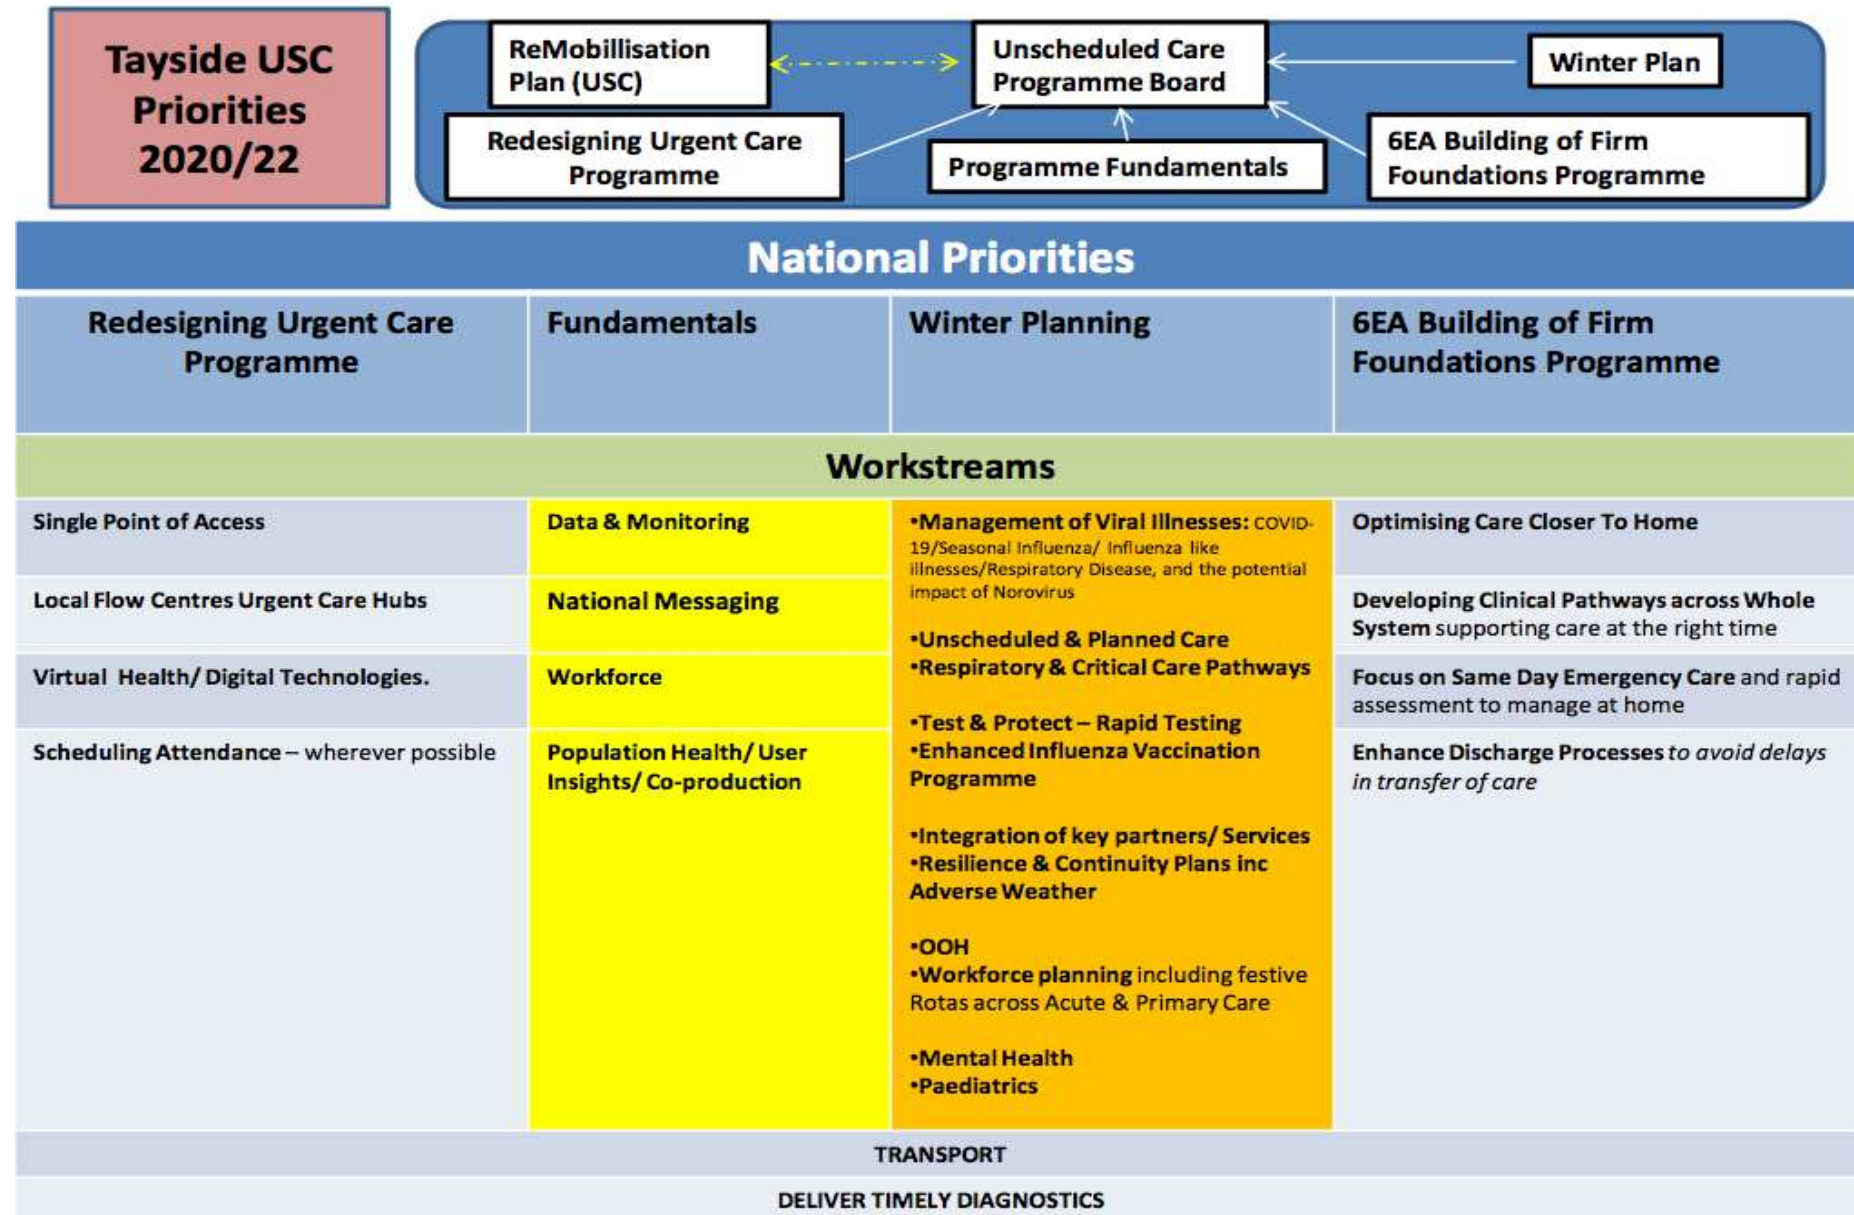 Tayside USC
Priorities
2020/22
ReMobillisation
Plan (USC)
Unscheduled Care
Programme Board
Winter Plan
Redesigning Urgent Care
Programme
Programme Fundamentals
6EA Building of Firm
Foundations Programme
National Priorities
Redesigning Urgent Care
Programme
Fundamentals
Winter Planning
6EA Building of Firm
Foundations Programme
Workstreams
Single Point of Access
Local Flow Centres Urgent Care Hubs
Virtual Health/ Digital Technologies.
Scheduling Attendance – wherever possible
Data & Monitoring
National Messaging
Workforce
Population Health/ User
Insights/ Co-production
•Management of Viral Illnesses: COVID-
19/Seasonal Influenza/ Influenza like
illnesses/Respiratory Disease, and the potential
impact of Norovirus
•Unscheduled & Planned Care
•Respiratory & Critical Care Pathways
•Test & Protect – Rapid Testing
•Enhanced Influenza Vaccination
Programme
•Integration of key partners/ Services
•Resilience & Continuity Plans inc
Adverse Weather
•OOH
•Workforce planning including festive
Rotas across Acute & Primary Care
•Mental Health
•Paediatrics
Optimising Care Closer To Home
Developing Clinical Pathways across Whole
System supporting care at the right time
Focus on Same Day Emergency Care and rapid
assessment to manage at home
Enhance Discharge Processes to avoid delays
in transfer of care
TRANSPORT
DELIVER TIMELY DIAGNOSTICS